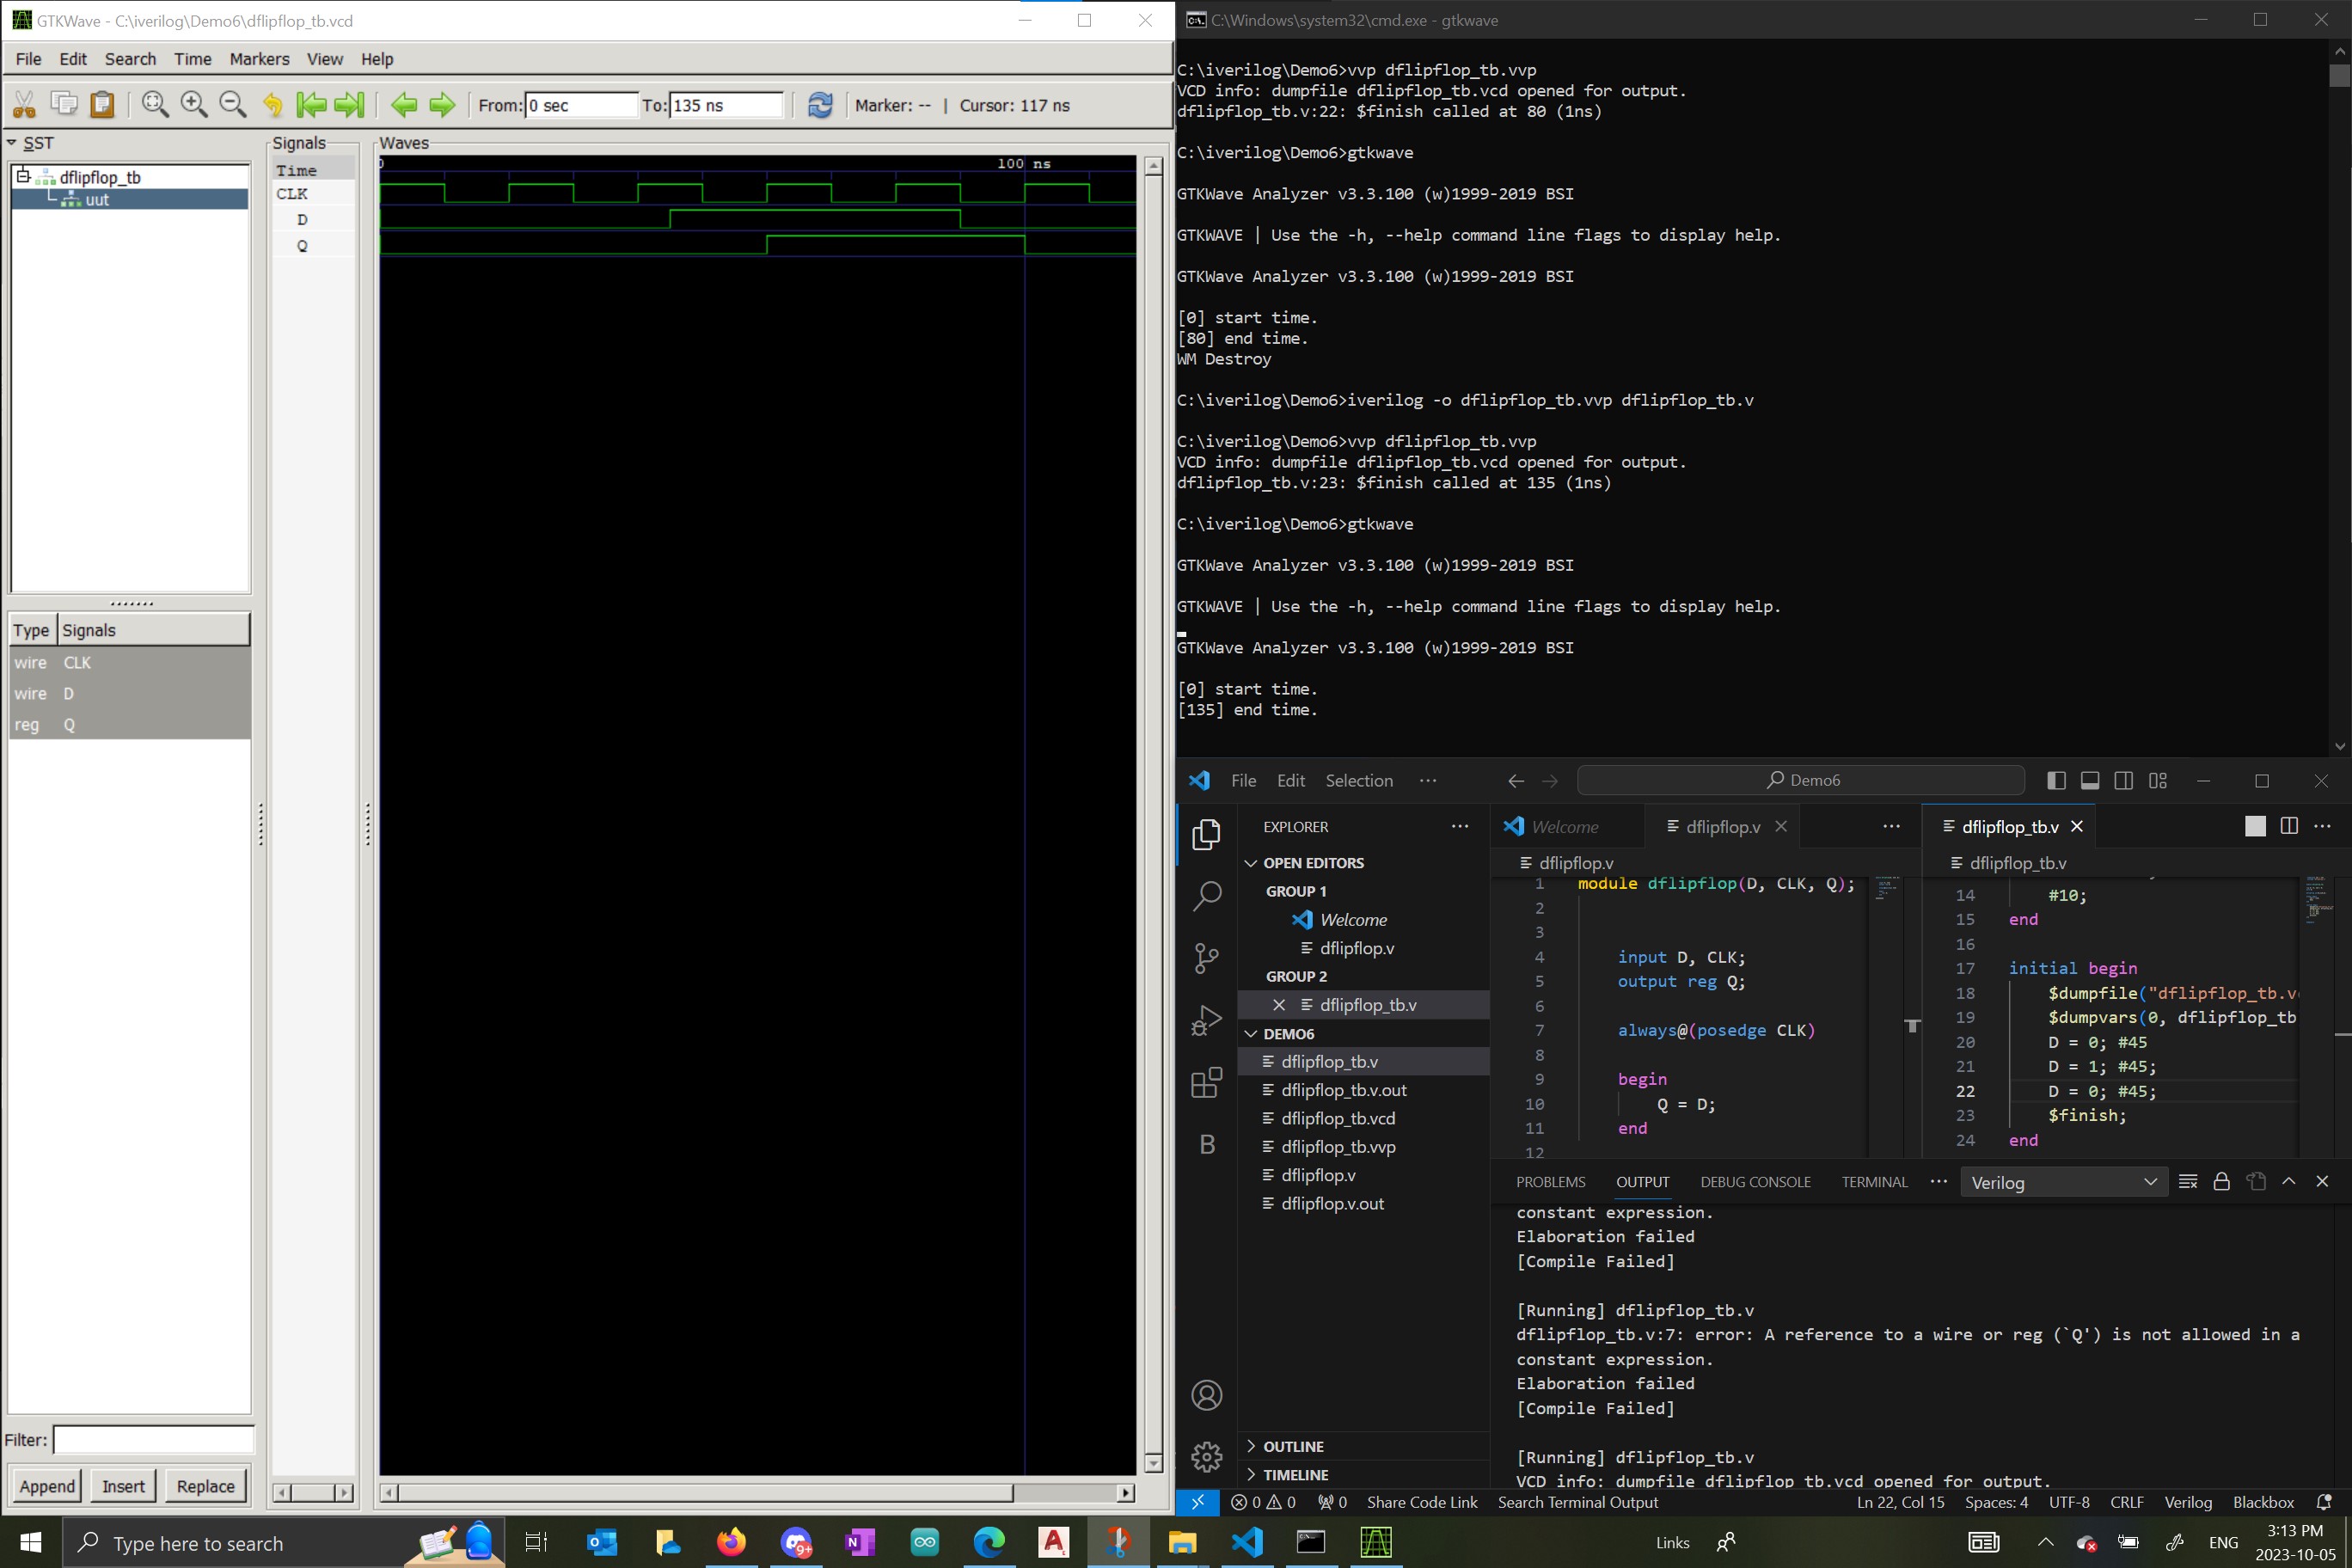 GTKWave - C:\iverilog\Demo6\dflipflop_tb.vcd
File Edit Search Time Markers View Help
From: 0 sec To: 135 ns Marker: -- | Cursor: 117 ns
SST
dflipflop_tb
uut
Type Signals
wire CLK
wire D
reg Q
Filter:
Append Insert Replace
Signals
Time
CLK
D
Q
Waves
0 100 ns
C:\Windows\system32\cmd.exe - gtkwave
C:\iverilog\Demo6>vvp dflipflop_tb.vvp
VCD info: dumpfile dflipflop_tb.vcd opened for output.
dflipflop_tb.v:22: $finish called at 80 (1ns)
C:\iverilog\Demo6>gtkwave
GTKWave Analyzer v3.3.100 (w)1999-2019 BSI
GTKWAVE | Use the -h, --help command line flags to display help.
GTKWave Analyzer v3.3.100 (w)1999-2019 BSI
[0] start time.
[80] end time.
WM Destroy
C:\iverilog\Demo6>iverilog -o dflipflop_tb.vvp dflipflop_tb.v
C:\iverilog\Demo6>vvp dflipflop_tb.vvp
VCD info: dumpfile dflipflop_tb.vcd opened for output.
dflipflop_tb.v:23: $finish called at 135 (1ns)
C:\iverilog\Demo6>gtkwave
GTKWave Analyzer v3.3.100 (w)1999-2019 BSI
GTKWAVE | Use the -h, --help command line flags to display help.
GTKWave Analyzer v3.3.100 (w)1999-2019 BSI
[0] start time.
[135] end time.
File Edit Selection ··· Demo6
EXPLORER ···
OPEN EDITORS
GROUP 1
Welcome
dflipflop.v
GROUP 2
dflipflop_tb.v
DEMO6
dflipflop_tb.v
dflipflop_tb.v.out
dflipflop_tb.vcd
dflipflop_tb.vvp
dflipflop.v
dflipflop.v.out
OUTLINE
TIMELINE
B
Welcome dflipflop.v ···
dflipflop.v
1 module dflipflop(D, CLK, Q);
2
3
4 input D, CLK;
5 output reg Q;
6
7 always@(posedge CLK)
8
9 begin
10 Q = D;
11 end
12
dflipflop_tb.v ···
dflipflop_tb.v
14 #10;
15 end
16
17 initial begin
18 $dumpfile("dflipflop_tb.v
19 $dumpvars(0, dflipflop_tb
20 D = 0; #45
21 D = 1; #45;
22 D = 0; #45;
23 $finish;
24 end
PROBLEMS OUTPUT DEBUG CONSOLE TERMINAL ··· Verilog
constant expression.
Elaboration failed
[Compile Failed]
[Running] dflipflop_tb.v
dflipflop_tb.v:7: error: A reference to a wire or reg (`Q') is not allowed in a
constant expression.
Elaboration failed
[Compile Failed]
[Running] dflipflop_tb.v
VCD info: dumpfile dflipflop_tb.vcd opened for output.
0 0 0 Share Code Link Search Terminal Output Ln 22, Col 15 Spaces: 4 UTF-8 CRLF Verilog Blackbox
Type here to search
9+
Links
ENG
3:13 PM
2023-10-05